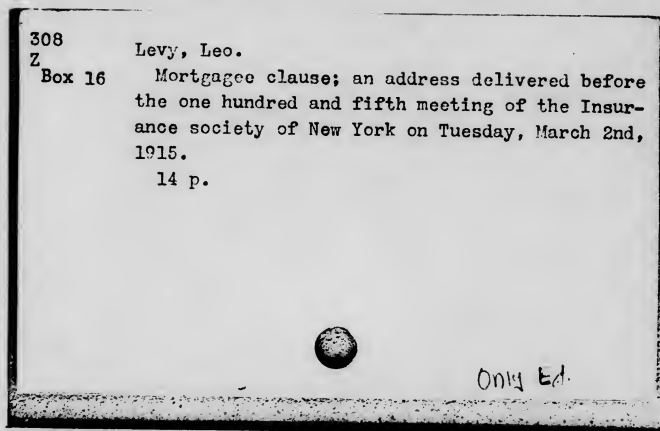 308
Z
Box 16
Levy, Leo.
Mortgagee clause; an address delivered before
the one hundred and fifth meeting of the Insur-
ance society of New York on Tuesday, March 2nd,
1915.
14 p.
Only Ed.